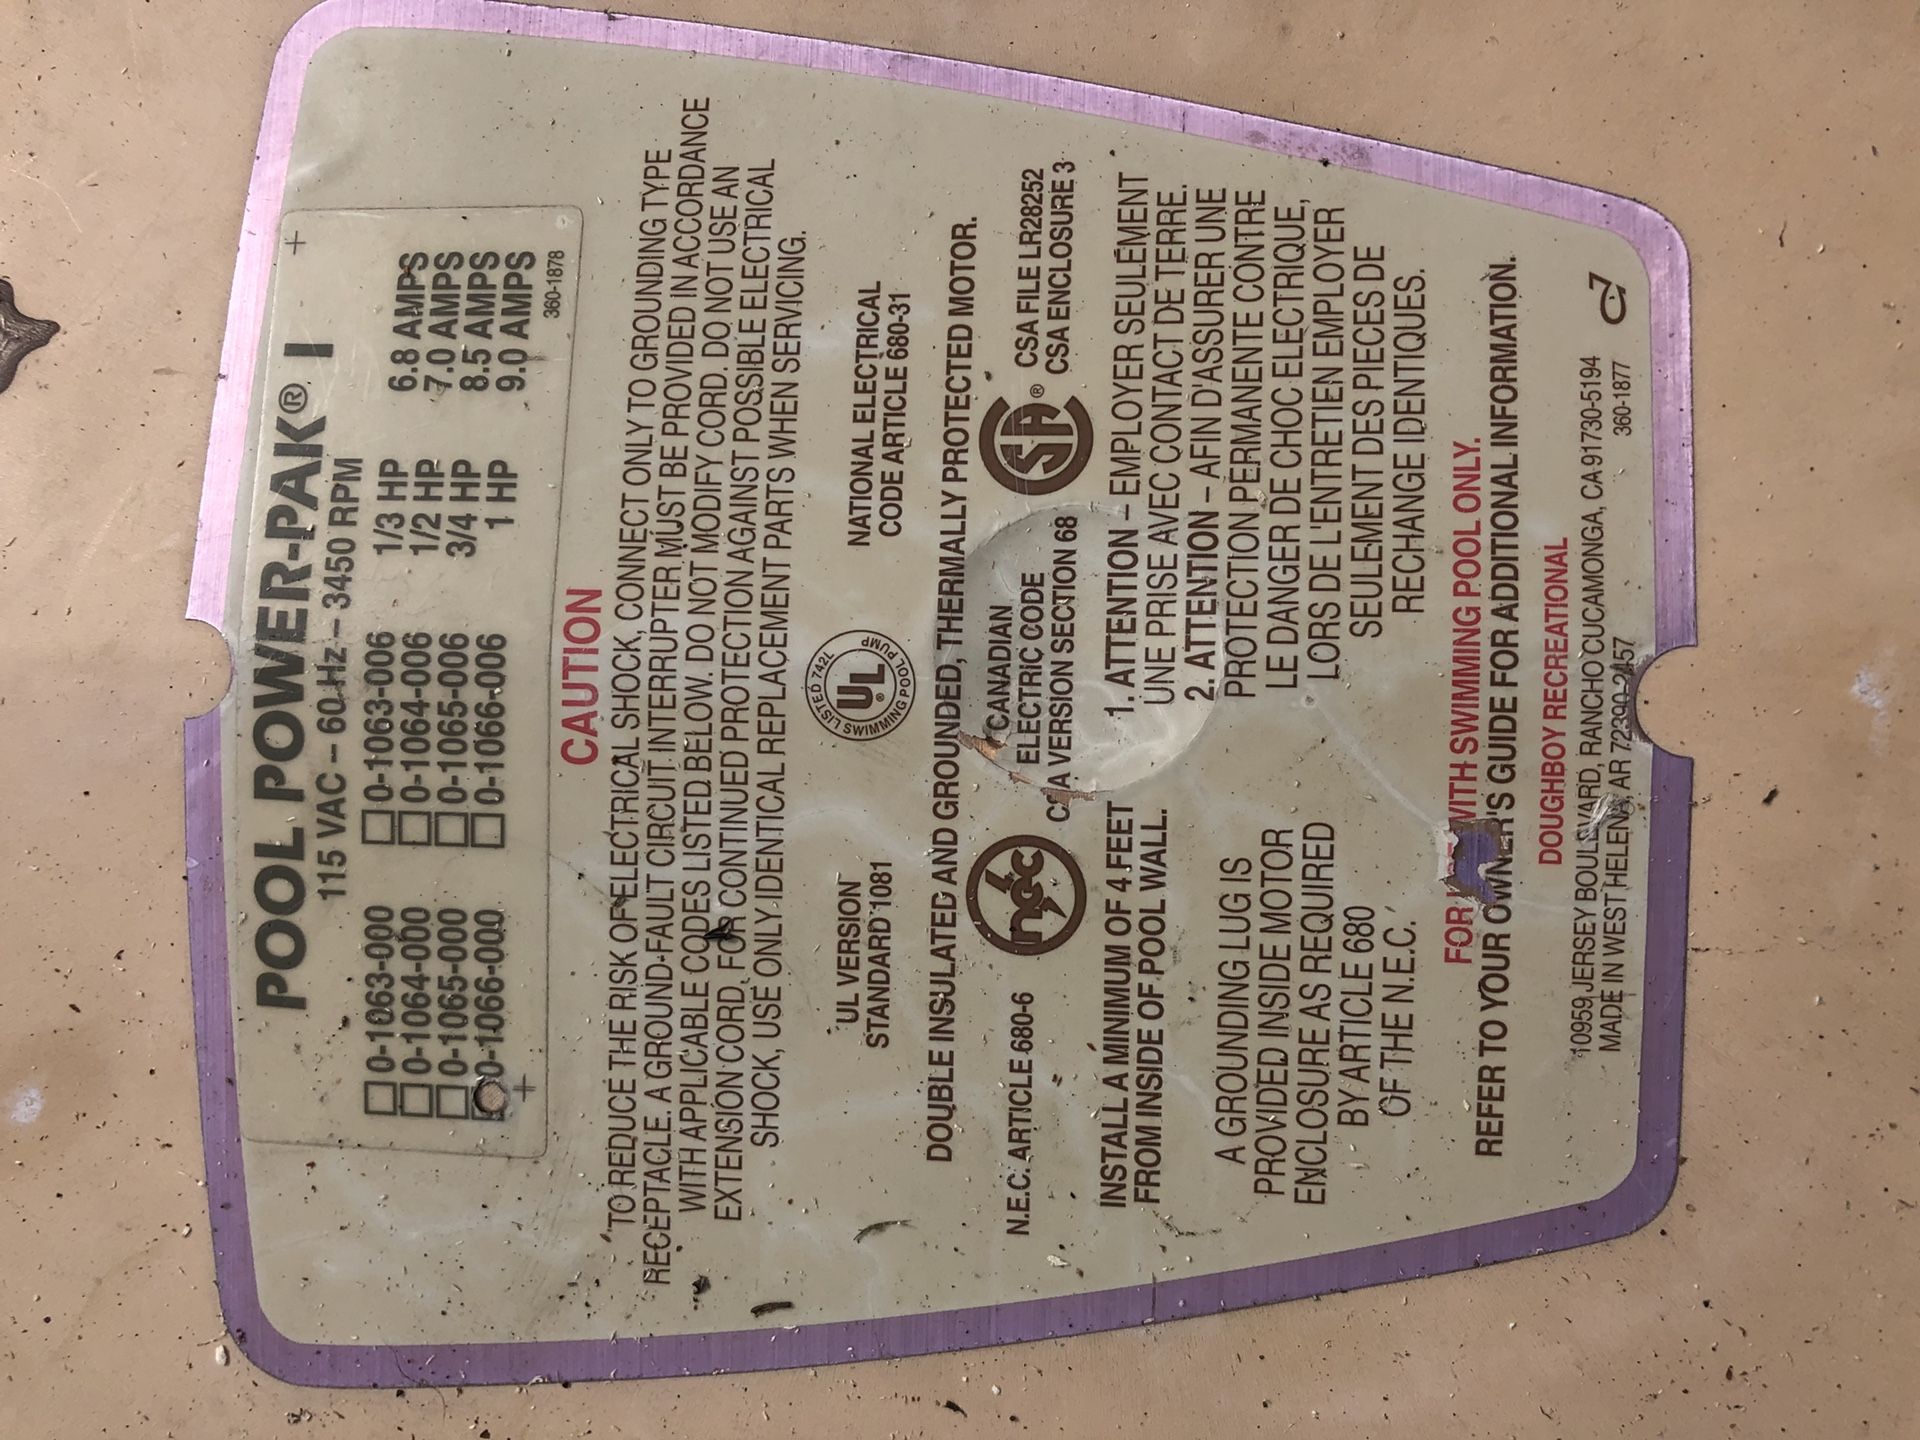 POOL POWER-PAK® I
115 VAC – 60 Hz – 3450 RPM
0-1063-000 0-1063-006 1/3 HP 6.8 AMPS
0-1064-000 0-1064-006 1/2 HP 7.0 AMPS
0-1065-000 0-1065-006 3/4 HP 8.5 AMPS
0-1066-000 0-1066-006 1 HP 9.0 AMPS
360-1878
CAUTION
TO REDUCE THE RISK OF ELECTRICAL SHOCK, CONNECT ONLY TO GROUNDING TYPE
RECEPTACLE. A GROUND-FAULT CIRCUIT INTERRUPTER MUST BE PROVIDED IN ACCORDANCE
WITH APPLICABLE CODES LISTED BELOW. DO NOT MODIFY CORD. DO NOT USE AN
EXTENSION CORD. FOR CONTINUED PROTECTION AGAINST POSSIBLE ELECTRICAL
SHOCK, USE ONLY IDENTICAL REPLACEMENT PARTS WHEN SERVICING.
UL VERSION
STANDARD 1081
LISTED 742L
UL®
SWIMMING POOL PUMP
NATIONAL ELECTRICAL
CODE ARTICLE 680-31
DOUBLE INSULATED AND GROUNDED, THERMALLY PROTECTED MOTOR.
N.E.C. ARTICLE 680-6
nec
CANADIAN
ELECTRIC CODE
CSA VERSION SECTION 68
SA®
CSA FILE LR28252
CSA ENCLOSURE 3
INSTALL A MINIMUM OF 4 FEET
FROM INSIDE OF POOL WALL.
A GROUNDING LUG IS
PROVIDED INSIDE MOTOR
ENCLOSURE AS REQUIRED
BY ARTICLE 680
OF THE N.E.C.
1. ATTENTION – EMPLOYER SEULEMENT
UNE PRISE AVEC CONTACT DE TERRE.
2. ATTENTION – AFIN D'ASSURER UNE
PROTECTION PERMANENTE CONTRE
LE DANGER DE CHOC ELECTRIQUE,
LORS DE L'ENTRETIEN EMPLOYER
SEULEMENT DES PIECES DE
RECHANGE IDENTIQUES.
FOR WITH SWIMMING POOL ONLY.
REFER TO YOUR OWNER'S GUIDE FOR ADDITIONAL INFORMATION.
DOUGHBOY RECREATIONAL
10959 JERSEY BOULEVARD, RANCHO CUCAMONGA, CA 91730-5194
MADE IN WEST HELENA, AR 72390-2457
360-1877